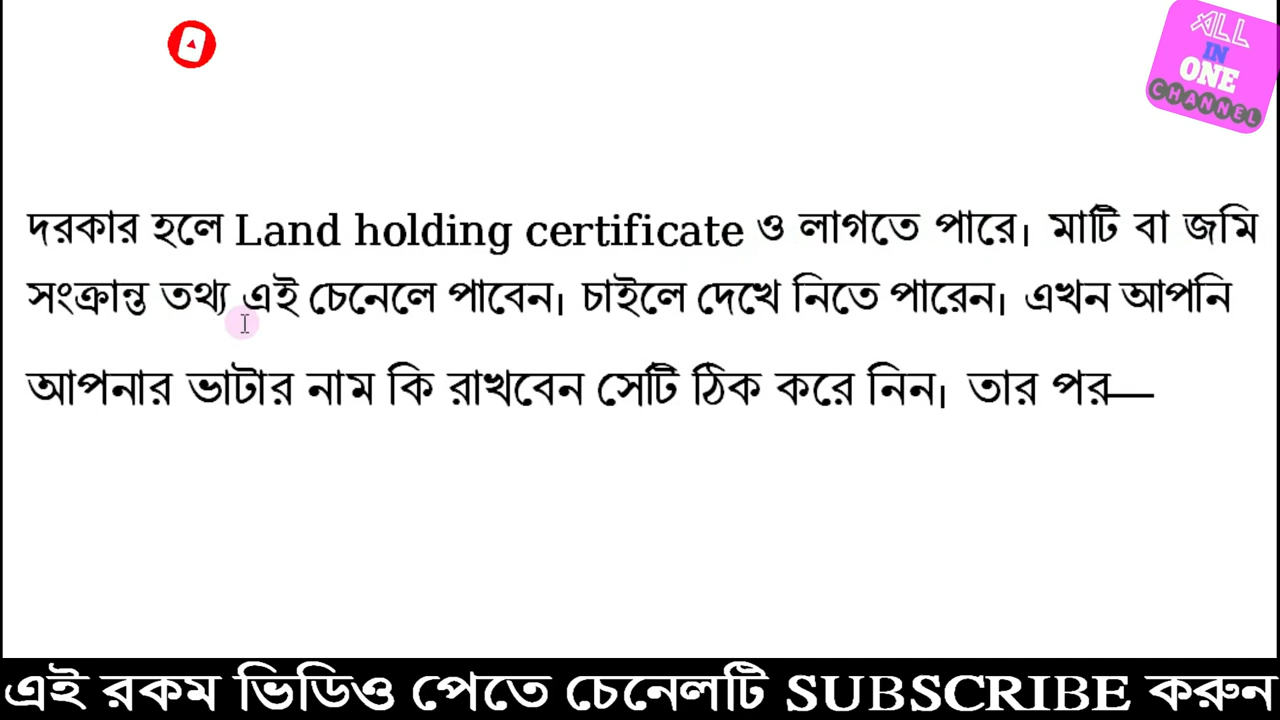 ALL
IN
ONE
CHANNEL
দরকার হলে Land holding certificate ও লাগতে পারে। মাটি বা জমি
সংক্রান্ত তথ্য এই চেনেলে পাবেন। চাইলে দেখে নিতে পারেন। এখন আপনি
আপনার ভাটার নাম কি রাখবেন সেটি ঠিক করে নিন। তার পর—
এই রকম ভিডিও পেতে চেনেলটি SUBSCRIBE করুন